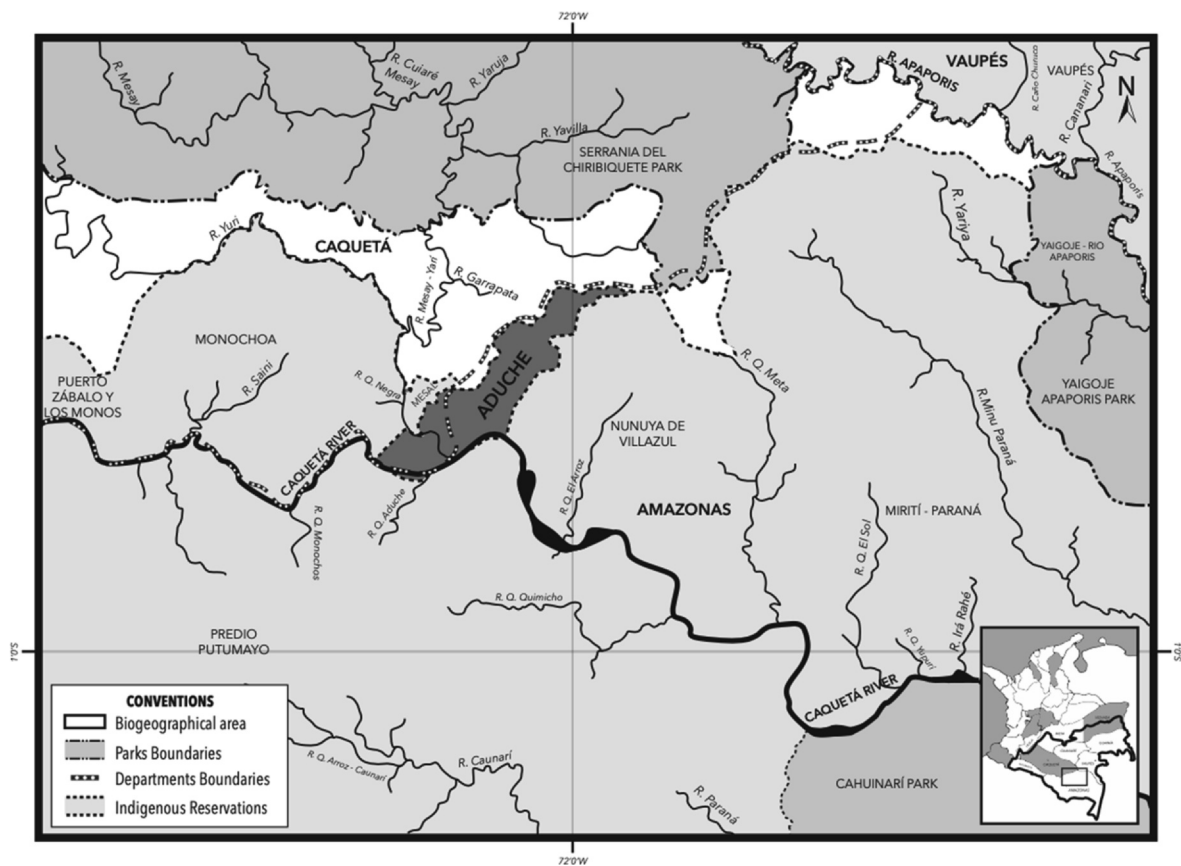 72'0'W
R. Mesay
R. Cuiaré
Mesay
R. Yaruja
R. APAPORIS
VAUPÉS
R. Caño Churuco
VAUPÉS
R. Cananarí
N
R. Yavilla
SERRANIA DEL
CHIRIBIQUETE PARK
R. Apaporis
R. Yuri
CAQUETÁ
R. Yariya
YAIGOJE - RIO
APAPORIS
R. Mesay - Yarí
R. Garrapata
MONOCHOA
R. Saini
PUERTO
ZÁBALO Y
LOS MONOS
R. Q. Negra
MESAI
ADUCHE
R. Q. Meta
YAIGOJE
APAPORIS PARK
R.Minu Paraná
NUNUYA DE
VILLAZUL
CAQUETÁ RIVER
R. Q. El Arroz
R. Q. Aduche
R. Q. Monochos
AMAZONAS
MIRITÍ - PARANÁ
R. Q. El Sol
R. Q. Quimicho
R. Irá Rahé
R. Q. Yupurí
PREDIO
PUTUMAYO
1'0'S
1'0'S
CAQUETÁ RIVER
CONVENTIONS
Biogeographical area
Parks Boundaries
Departments Boundaries
Indigenous Reservations
R. Q. Arroz - Caunarí
R. Caunarí
R. Paraná
CAHUINARÍ PARK
AMAZONAS
72'0'W